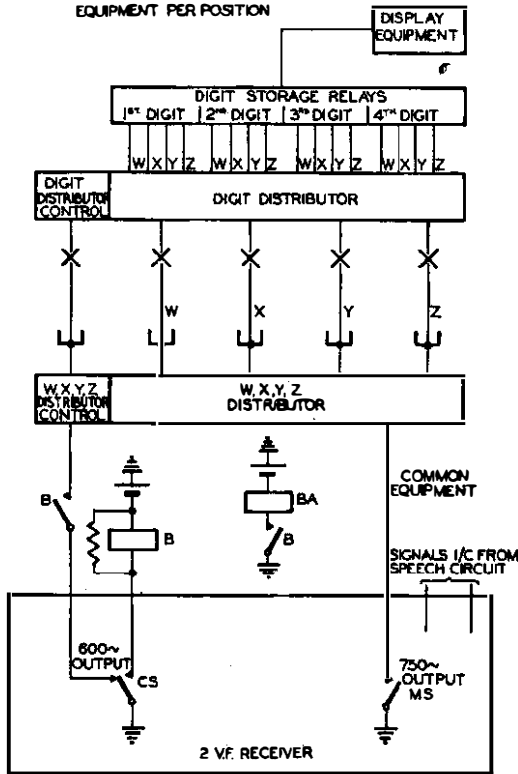 EQUIPMENT PER POSITION
DISPLAY
EQUIPMENT
DIGIT STORAGE RELAYS
1ST DIGIT 2ND DIGIT 3RD DIGIT 4TH DIGIT
W X Y Z W X Y Z W X Y Z W X Y Z
DIGIT
DISTRIBUTOR
CONTROL
DIGIT DISTRIBUTOR
W X Y Z
W,X,Y,Z
DISTRIBUTOR
CONTROL
W,X,Y,Z
DISTRIBUTOR
B
B
BA
B
COMMON
EQUIPMENT
SIGNALS I/C FROM
SPEECH CIRCUIT
600~
OUTPUT
CS
750~
OUTPUT
MS
2 V.F. RECEIVER